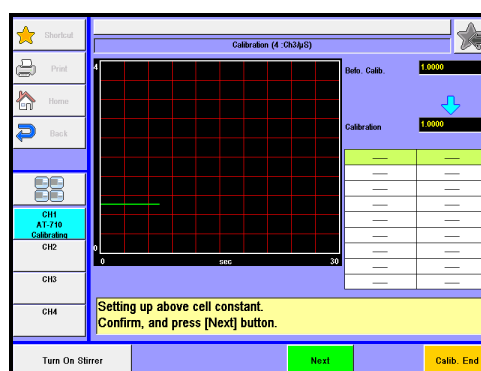 Shortcut
Calibration (4 :Ch3/µS)
Print
4
Befo. Calib.
1.0000
Home
Back
Calibration
1.0000
CH1
AT-710
Calibrating
CH2
0
0
sec
30
CH3
CH4
Setting up above cell constant.
Confirm, and press [Next] button.
Turn On Stirrer
Next
Calib. End